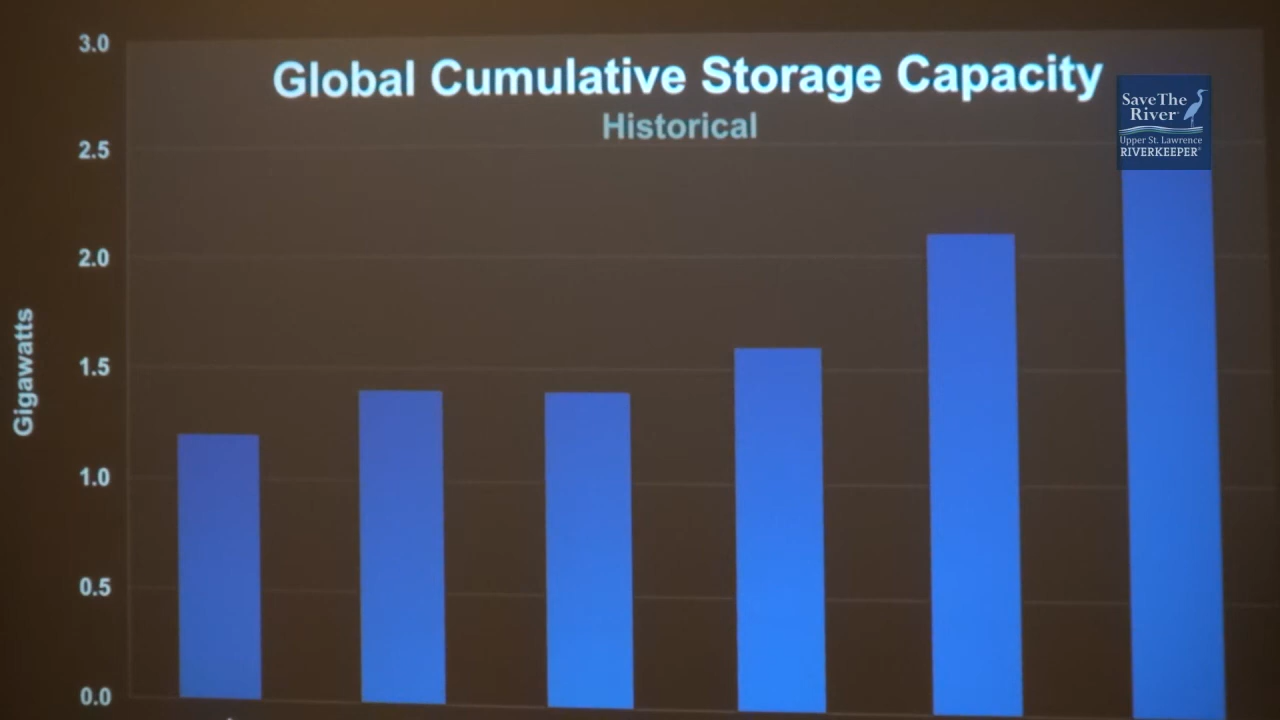 Global Cumulative Storage Capacity
Historical
3.0
2.5
2.0
1.5
1.0
0.5
0.0
Gigawatts
Save The
River
Upper St. Lawrence
RIVERKEEPER®